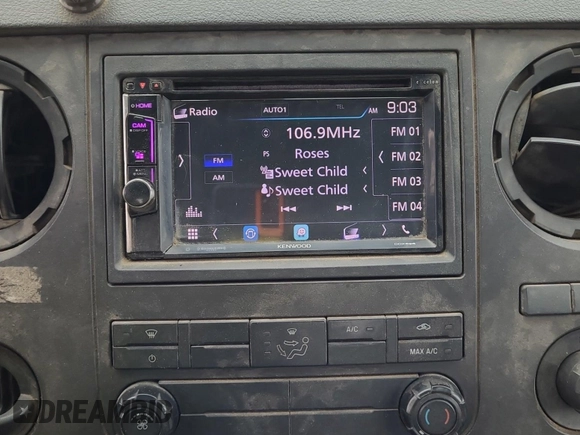 HOME
Radio
AUTO1
TEL
AM 9:03
CAM
106.9MHz
FM 01
PS Roses
FM 02
FM
Sweet Child
AM
Sweet Child
FM 03
FM 04
KENWOOD
A/C
MAX A/C
DREAMBID